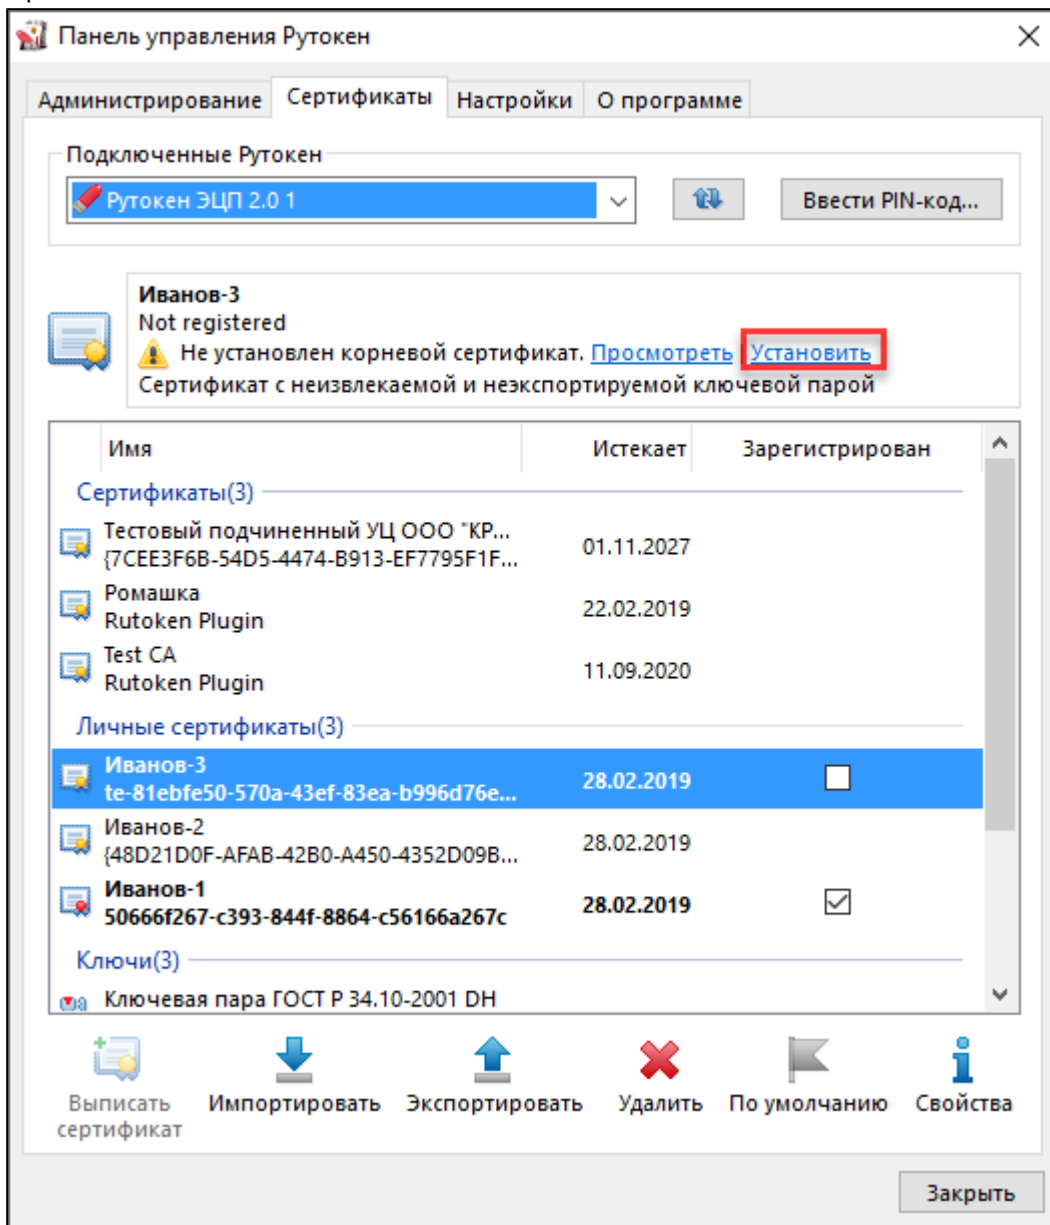 Панель управления Рутокен
Администрирование Сертификаты Настройки О программе
Подключенные Рутокен
Рутокен ЭЦП 2.0 1 Ввести PIN-код...
Иванов-3
Not registered
Не установлен корневой сертификат. Просмотреть Установить
Сертификат с неизвлекаемой и неэкспортируемой ключевой парой
Имя Истекает Зарегистрирован
Сертификаты(3)
Тестовый подчиненный УЦ ООО "КР...
{7CEE3F6B-54D5-4474-B913-EF7795F1F... 01.11.2027
Ромашка
Rutoken Plugin 22.02.2019
Test CA
Rutoken Plugin 11.09.2020
Личные сертификаты(3)
Иванов-3
te-81ebfe50-570a-43ef-83ea-b996d76e... 28.02.2019
Иванов-2
{48D21D0F-AFAB-42B0-A450-4352D09B... 28.02.2019
Иванов-1
50666f267-c393-844f-8864-c56166a267c 28.02.2019
Ключи(3)
Ключевая пара ГОСТ Р 34.10-2001 DH
Выписать Импортировать Экспортировать Удалить По умолчанию Свойства
сертификат
Закрыть